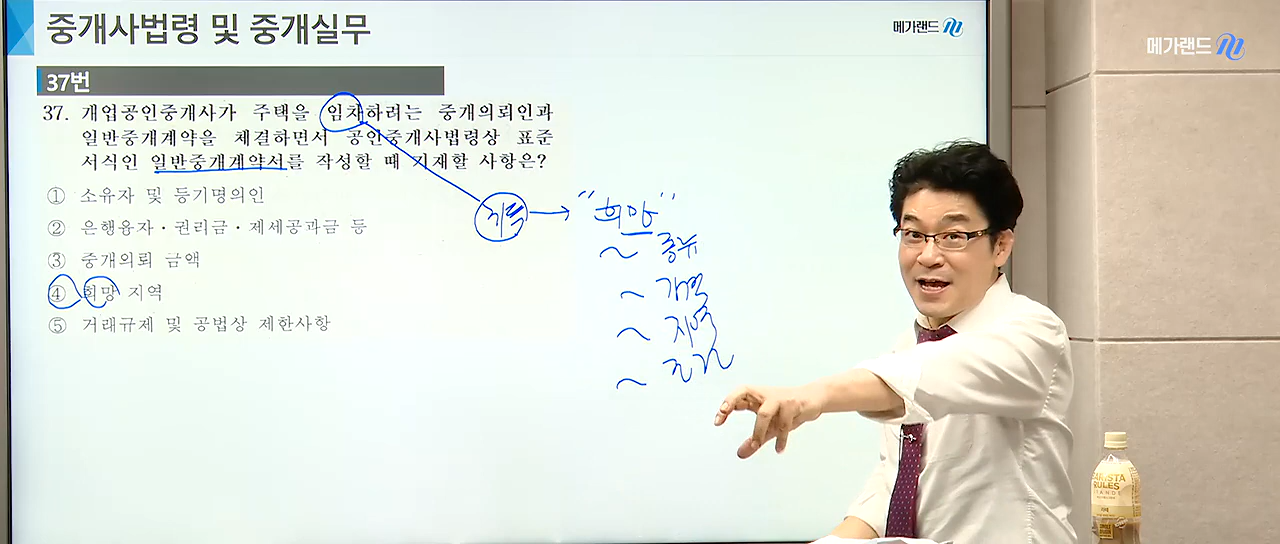 중개사법령 및 중개실무
메가랜드
메가랜드
37번
37. 개업공인중개사가 주택을 임차하려는 중개의뢰인과
일반중개계약을 체결하면서 공인중개사법령상 표준
서식인 일반중개계약서를 작성할 때 기재할 사항은?
① 소유자 및 등기명의인
② 은행융자·권리금·제세공과금 등
③ 중개의뢰 금액
④ 희망 지역
⑤ 거래규제 및 공법상 제한사항
취득 → "희망"
~ 종류
~ 가격
~ 지역
~ 조건
BARISTA
RULES